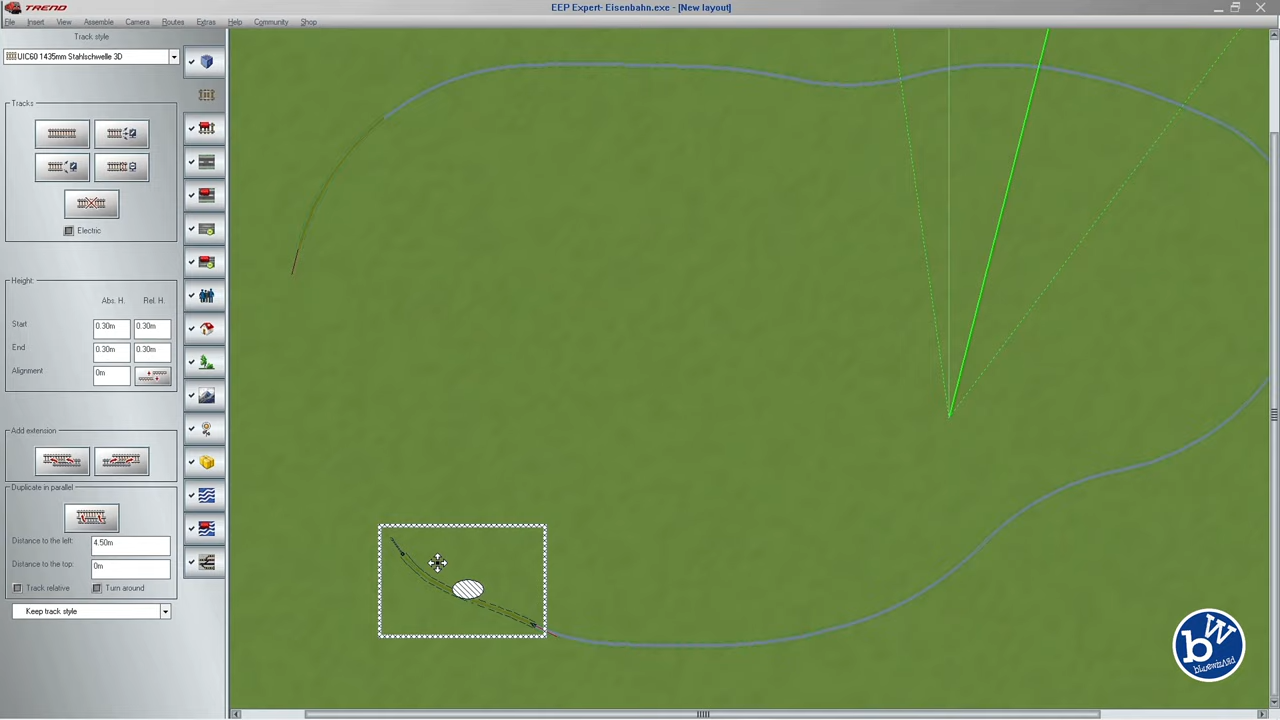 TREND
EEP Expert- Eisenbahn.exe - [New layout]
File Insert View Assemble Camera Routes Extras Help Community Shop
Track style
UIC60 1435mm Stahlschwelle 3D
Tracks
Electric
Height:
Abs. H. Rel. H.
Start 0.30m 0.30m
End 0.30m 0.30m
Alignment 0m
Add extension
Duplicate in parallel
Distance to the left: 4.50m
Distance to the top: 0m
Track relative Turn around
Keep track style
bW
bluewizard